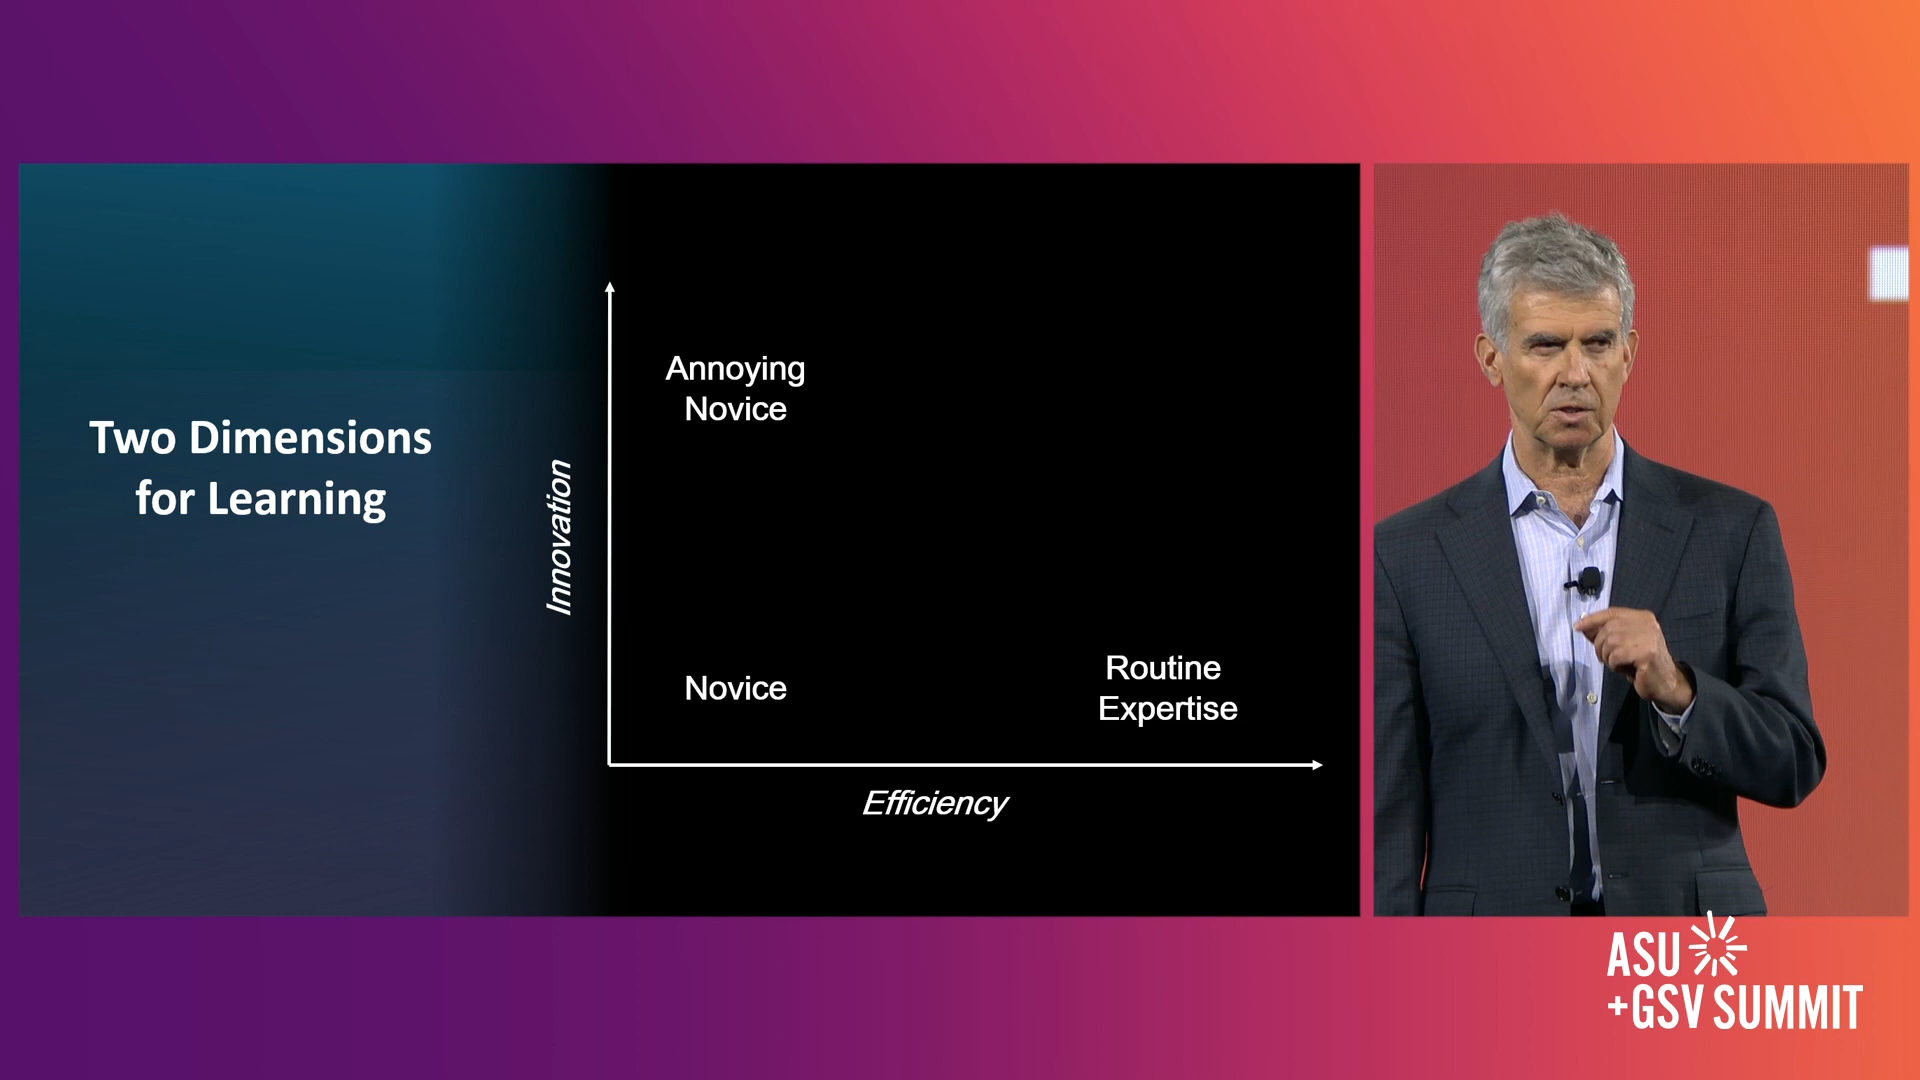 Two Dimensions
for Learning
Innovation
Annoying
Novice
Novice
Routine
Expertise
Efficiency
ASU
+GSV SUMMIT